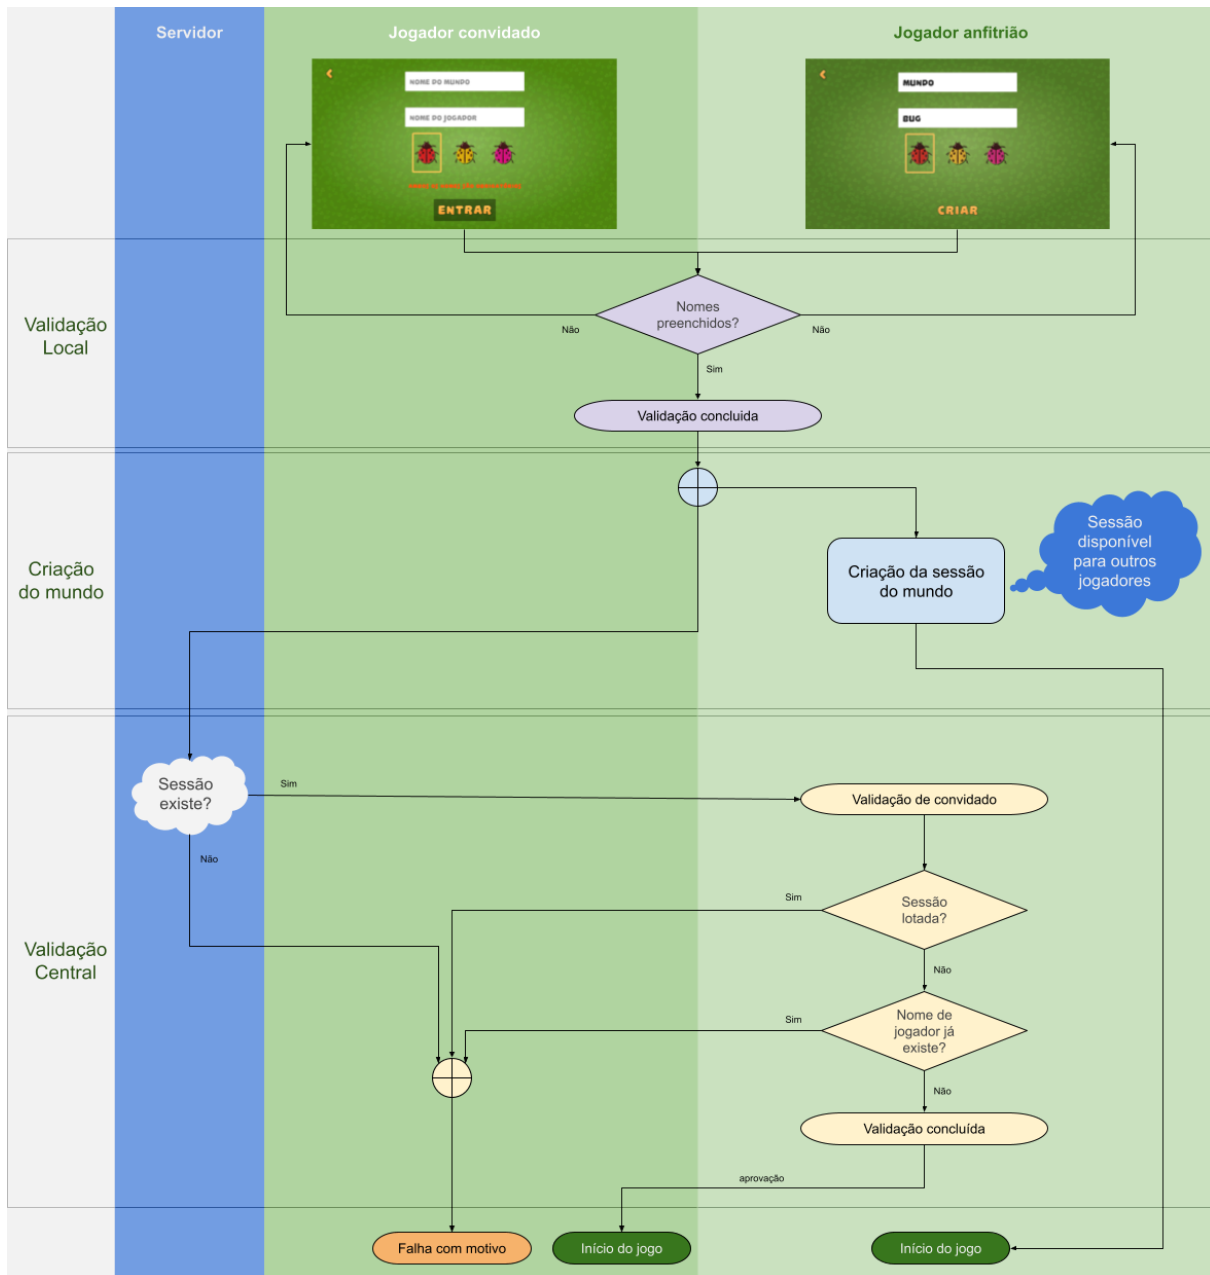 Servidor
Jogador convidado
Jogador anfitrião
NOME DO MUNDO
NOME DO JOGADOR
ENTRAR
MUNDO
BUG
CRIAR
Validação
Local
Nomes
preenchidos?
Não
Não
Sim
Validação concluida
Criação
do mundo
Criação da sessão
do mundo
Sessão
disponível
para outros
jogadores
Validação
Central
Sessão
existe?
Sim
Não
Validação de convidado
Sessão
lotada?
Sim
Não
Nome de
jogador já
existe?
Sim
Não
Validação concluída
aprovação
Falha com motivo
Início do jogo
Início do jogo